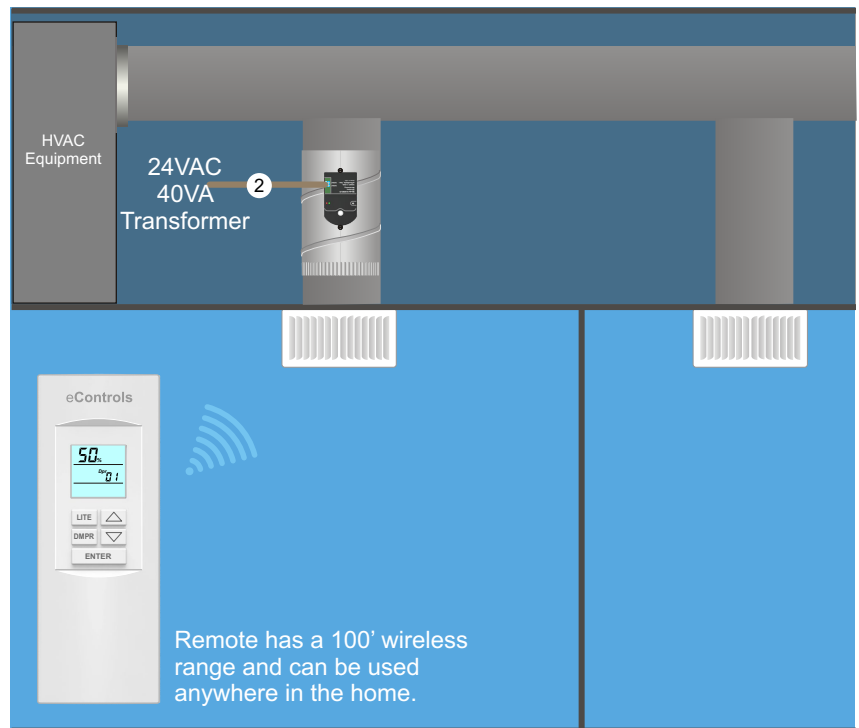 HVAC
Equipment
24VAC
40VA
Transformer
2
eControls
50%
Dpr 01
LITE
DMPR
ENTER
Remote has a 100’ wireless
range and can be used
anywhere in the home.